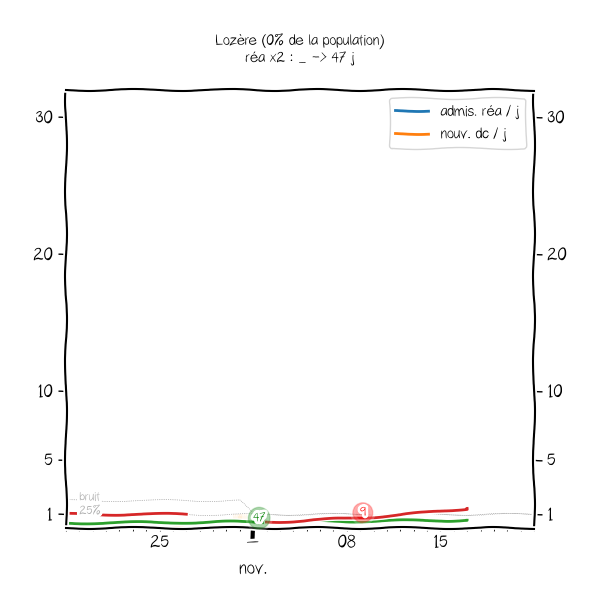 Lozère (0% de la population)
réa x2 : _ -> 47 j
admis. réa / j
nouv. dc / j
30
30
20
20
10
10
5
5
bruit
25%
47
9
1
1
25
1
08
15
nov.